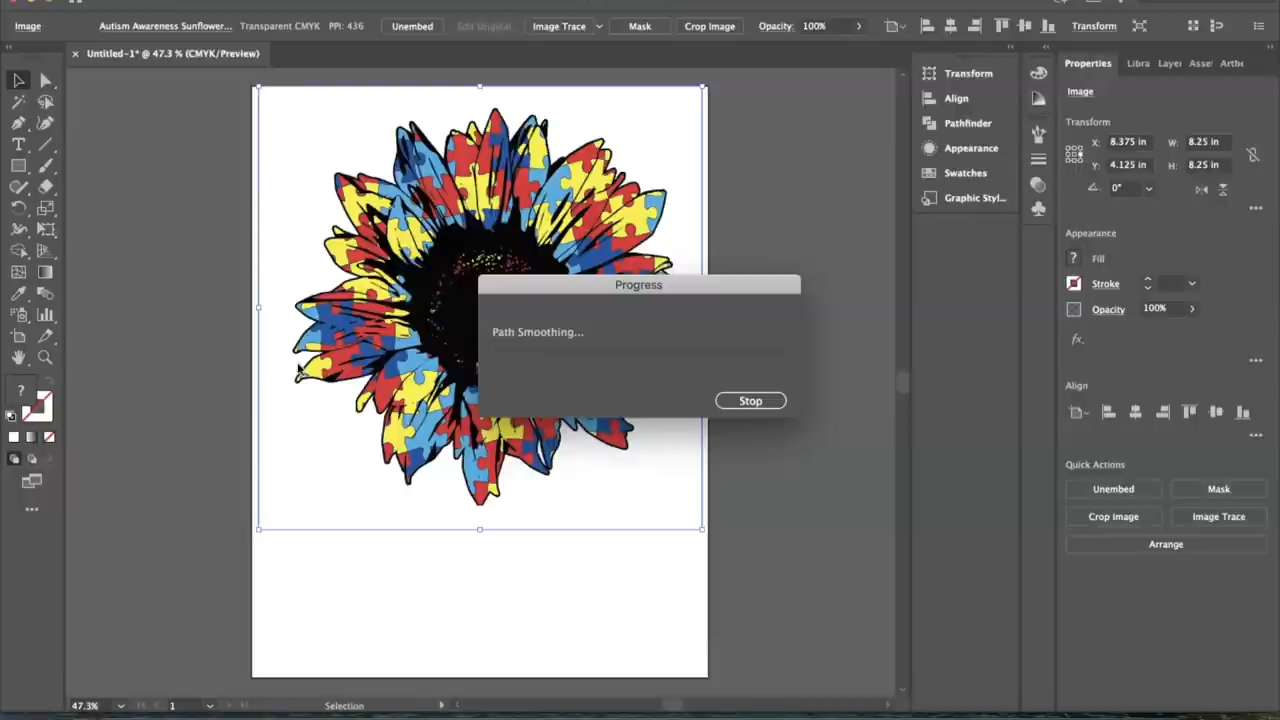 Image Autism Awareness Sunflower... Transparent CMYK PPI: 436 Unembed Edit Original Image Trace Mask Crop Image Opacity: 100% Transform
× Untitled-1* @ 47.3 % (CMYK/Preview)
Transform
Align
Pathfinder
Appearance
Swatches
Graphic Styl...
Properties Libra Layer Asse Artb
Image
Transform
X: 8.375 in W: 8.25 in
Y: 4.125 in H: 8.25 in
0°
Appearance
? Fill
Stroke
Opacity 100%
fx.
Align
Quick Actions
Unembed Mask
Crop Image Image Trace
Arrange
Progress
Path Smoothing...
Stop
T
?
47.3% 1 Selection